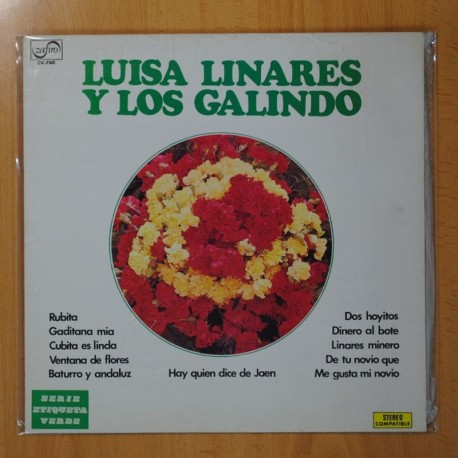 zafiro
ZV-760
LUISA LINARES
Y LOS GALINDO
Rubita
Gaditana mia
Cubita es linda
Ventana de flores
Baturro y andaluz
Hay quien dice de Jaen
Dos hoyitos
Dinero al bote
Linares minero
De tu novio que
Me gusta mi novio
SERIE
ETIQUETA
VERDE
STEREO
COMPATIBLE